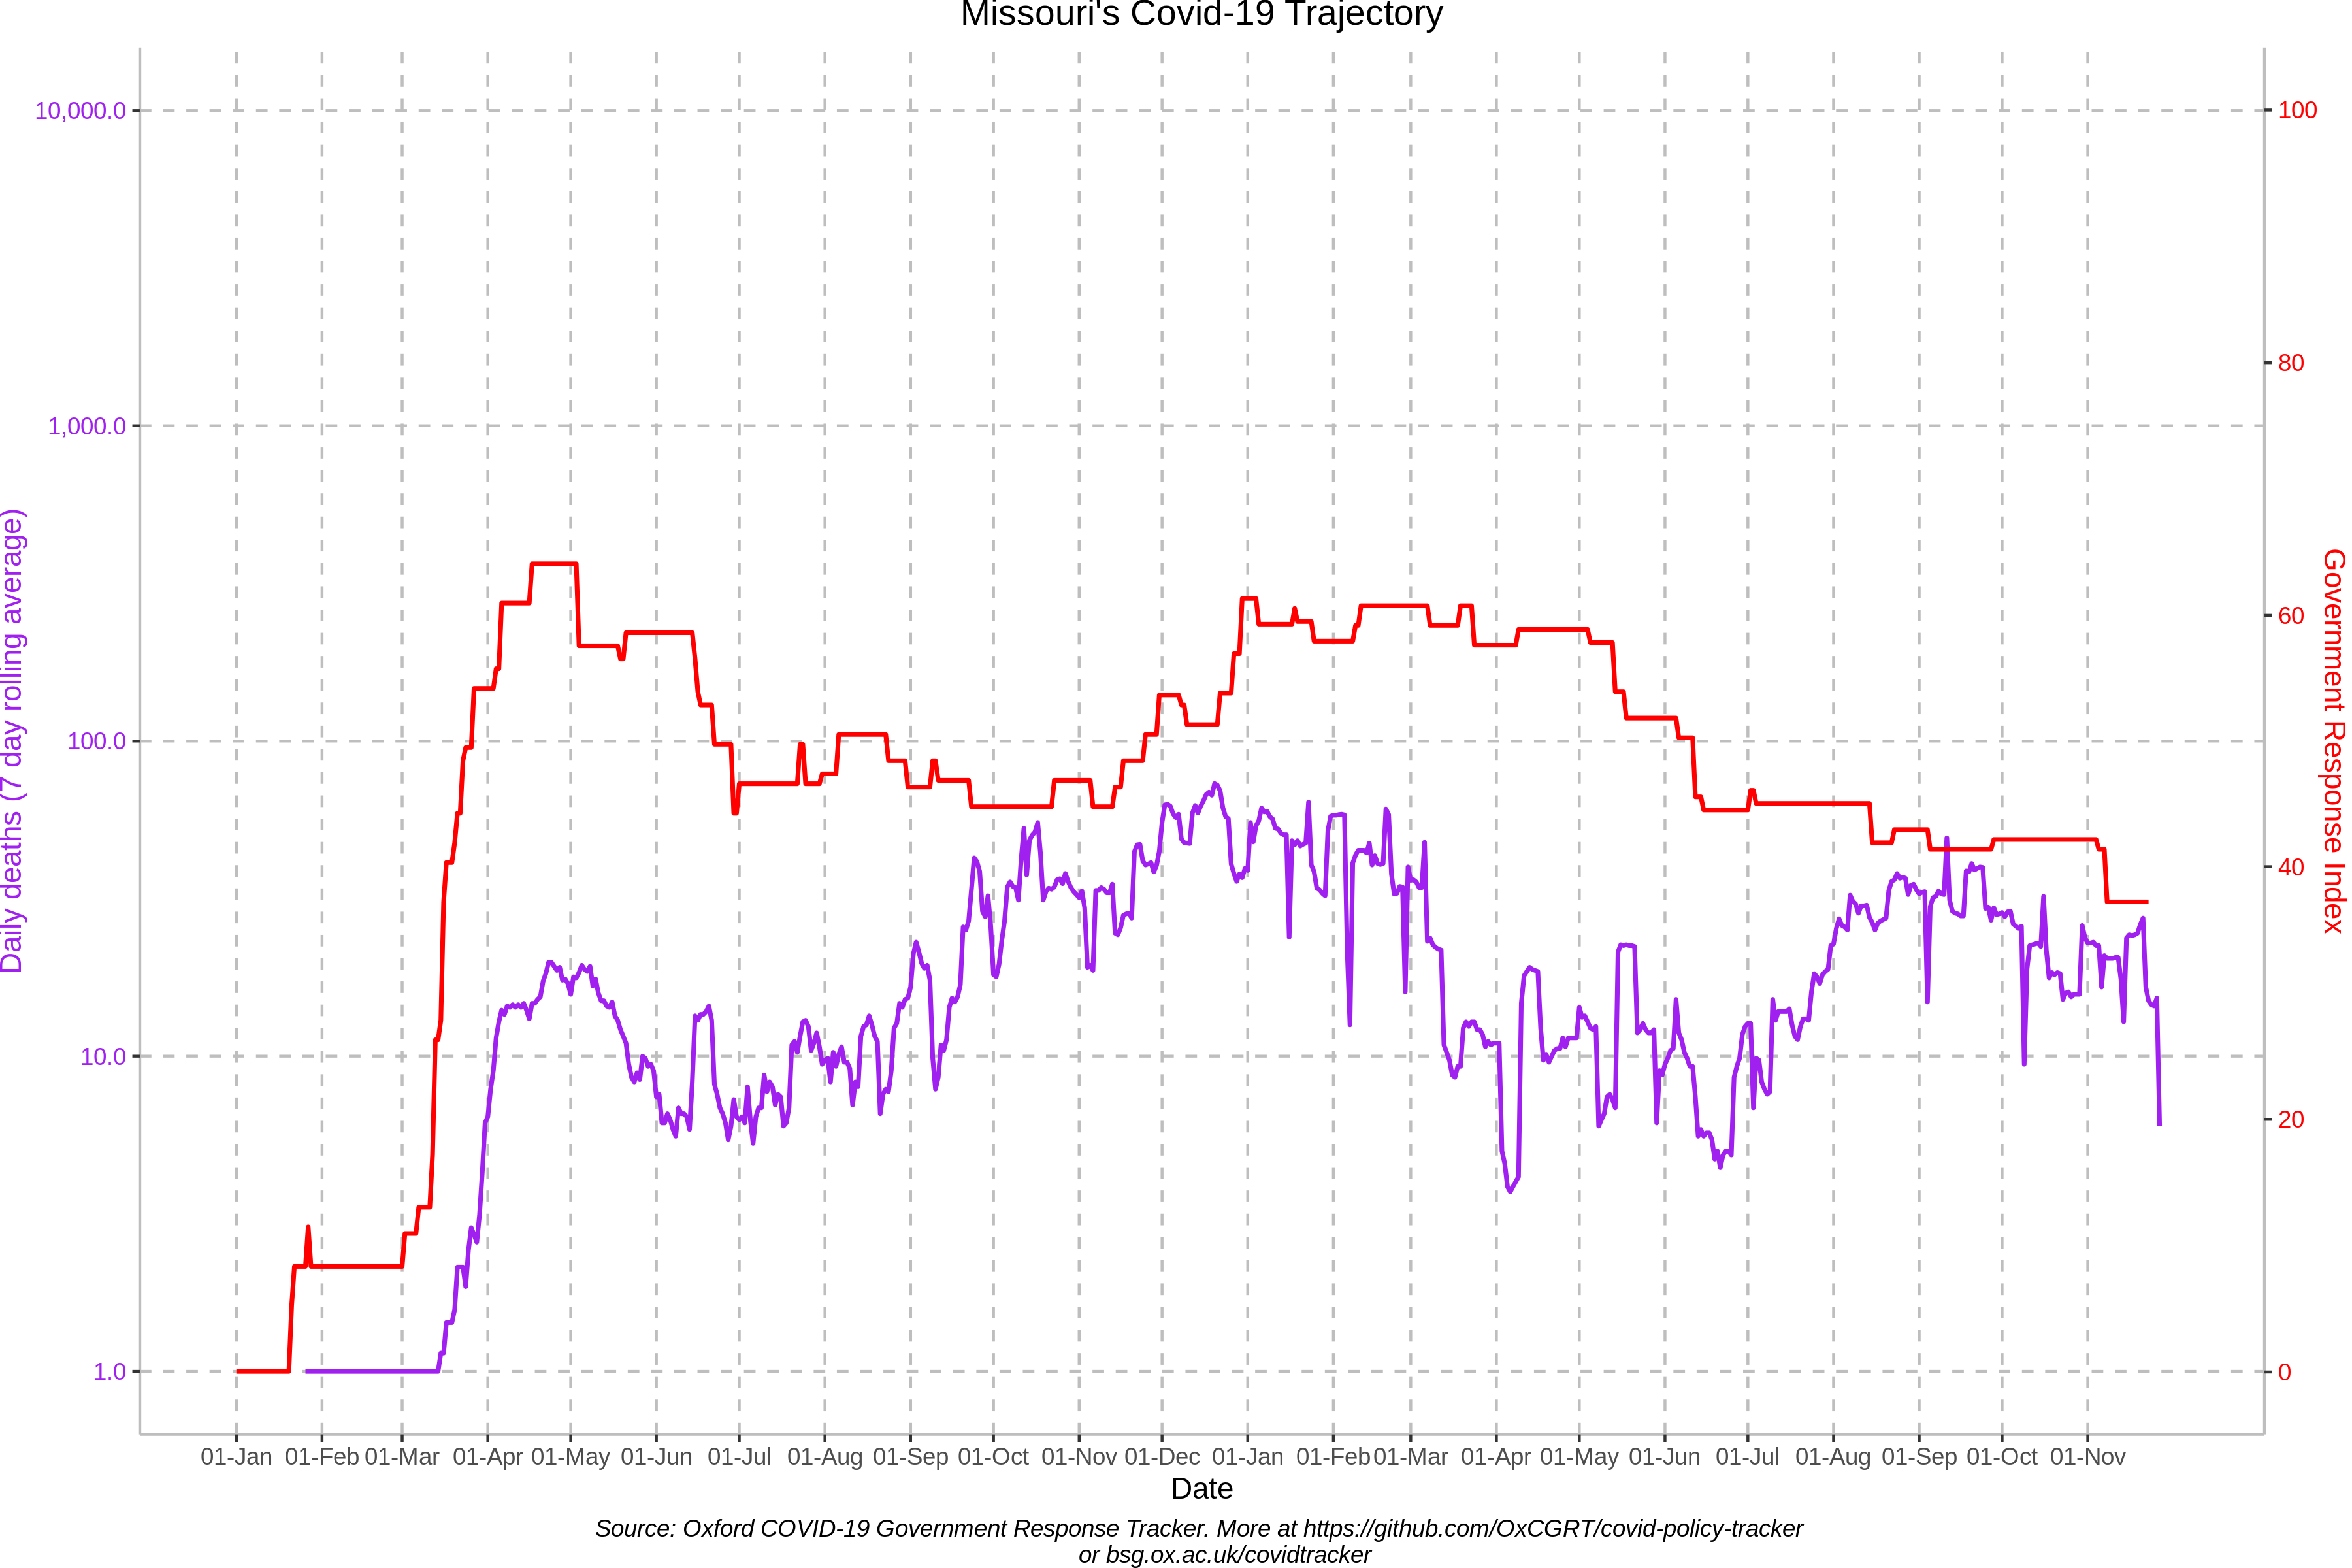 Missouri's Covid-19 Trajectory
10,000.0
1,000.0
100.0
10.0
1.0
Daily deaths (7 day rolling average)
100
80
60
40
20
0
Government Response Index
01-Jan 01-Feb 01-Mar 01-Apr 01-May 01-Jun 01-Jul 01-Aug 01-Sep 01-Oct 01-Nov 01-Dec 01-Jan 01-Feb 01-Mar 01-Apr 01-May 01-Jun 01-Jul 01-Aug 01-Sep 01-Oct 01-Nov
Date
Source: Oxford COVID-19 Government Response Tracker. More at https://github.com/OxCGRT/covid-policy-tracker
or bsg.ox.ac.uk/covidtracker